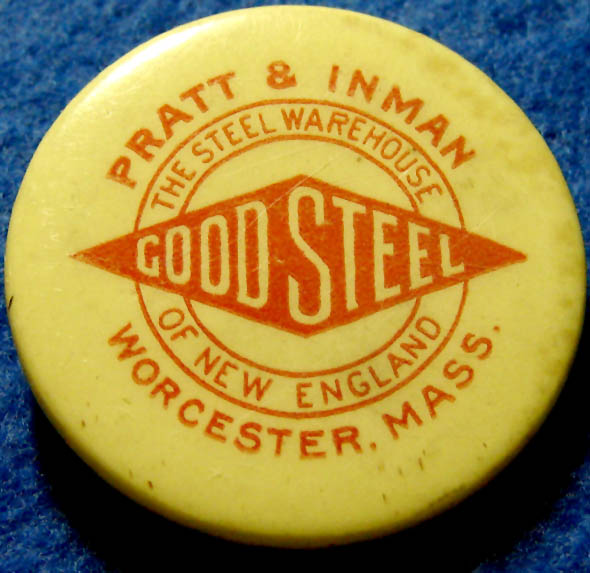 PRATT & INMAN
THE STEEL WAREHOUSE
GOOD STEEL
OF NEW ENGLAND
WORCESTER, MASS.